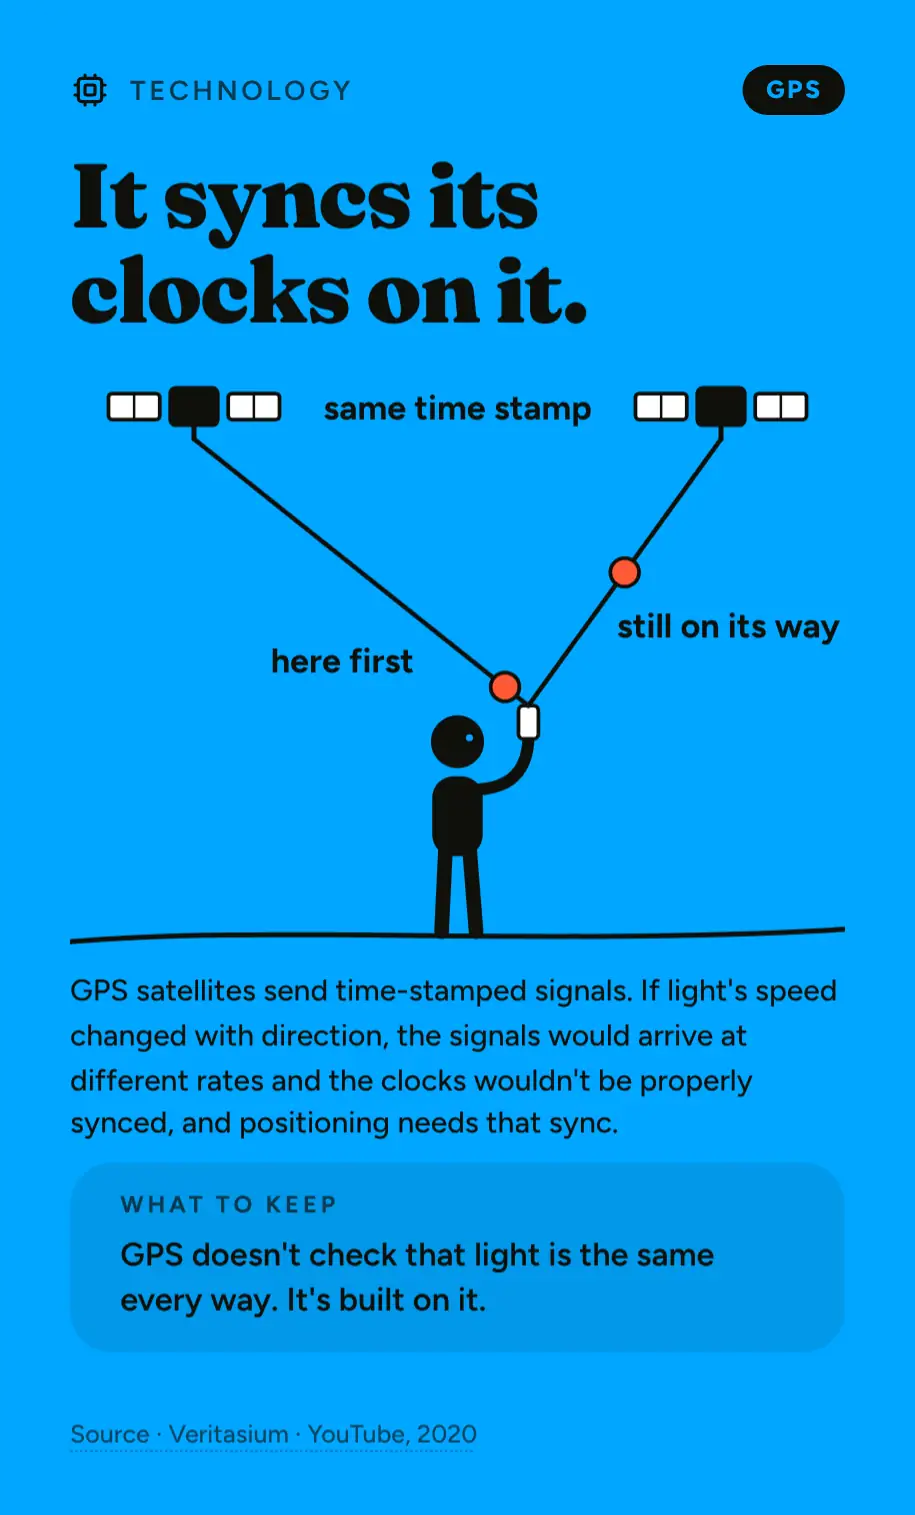 TECHNOLOGY
GPS
It syncs its
clocks on it.
same time stamp
still on its way
here first
GPS satellites send time-stamped signals. If light's speed
changed with direction, the signals would arrive at
different rates and the clocks wouldn't be properly
synced, and positioning needs that sync.
WHAT TO KEEP
GPS doesn't check that light is the same
every way. It's built on it.
Source · Veritasium · YouTube, 2020